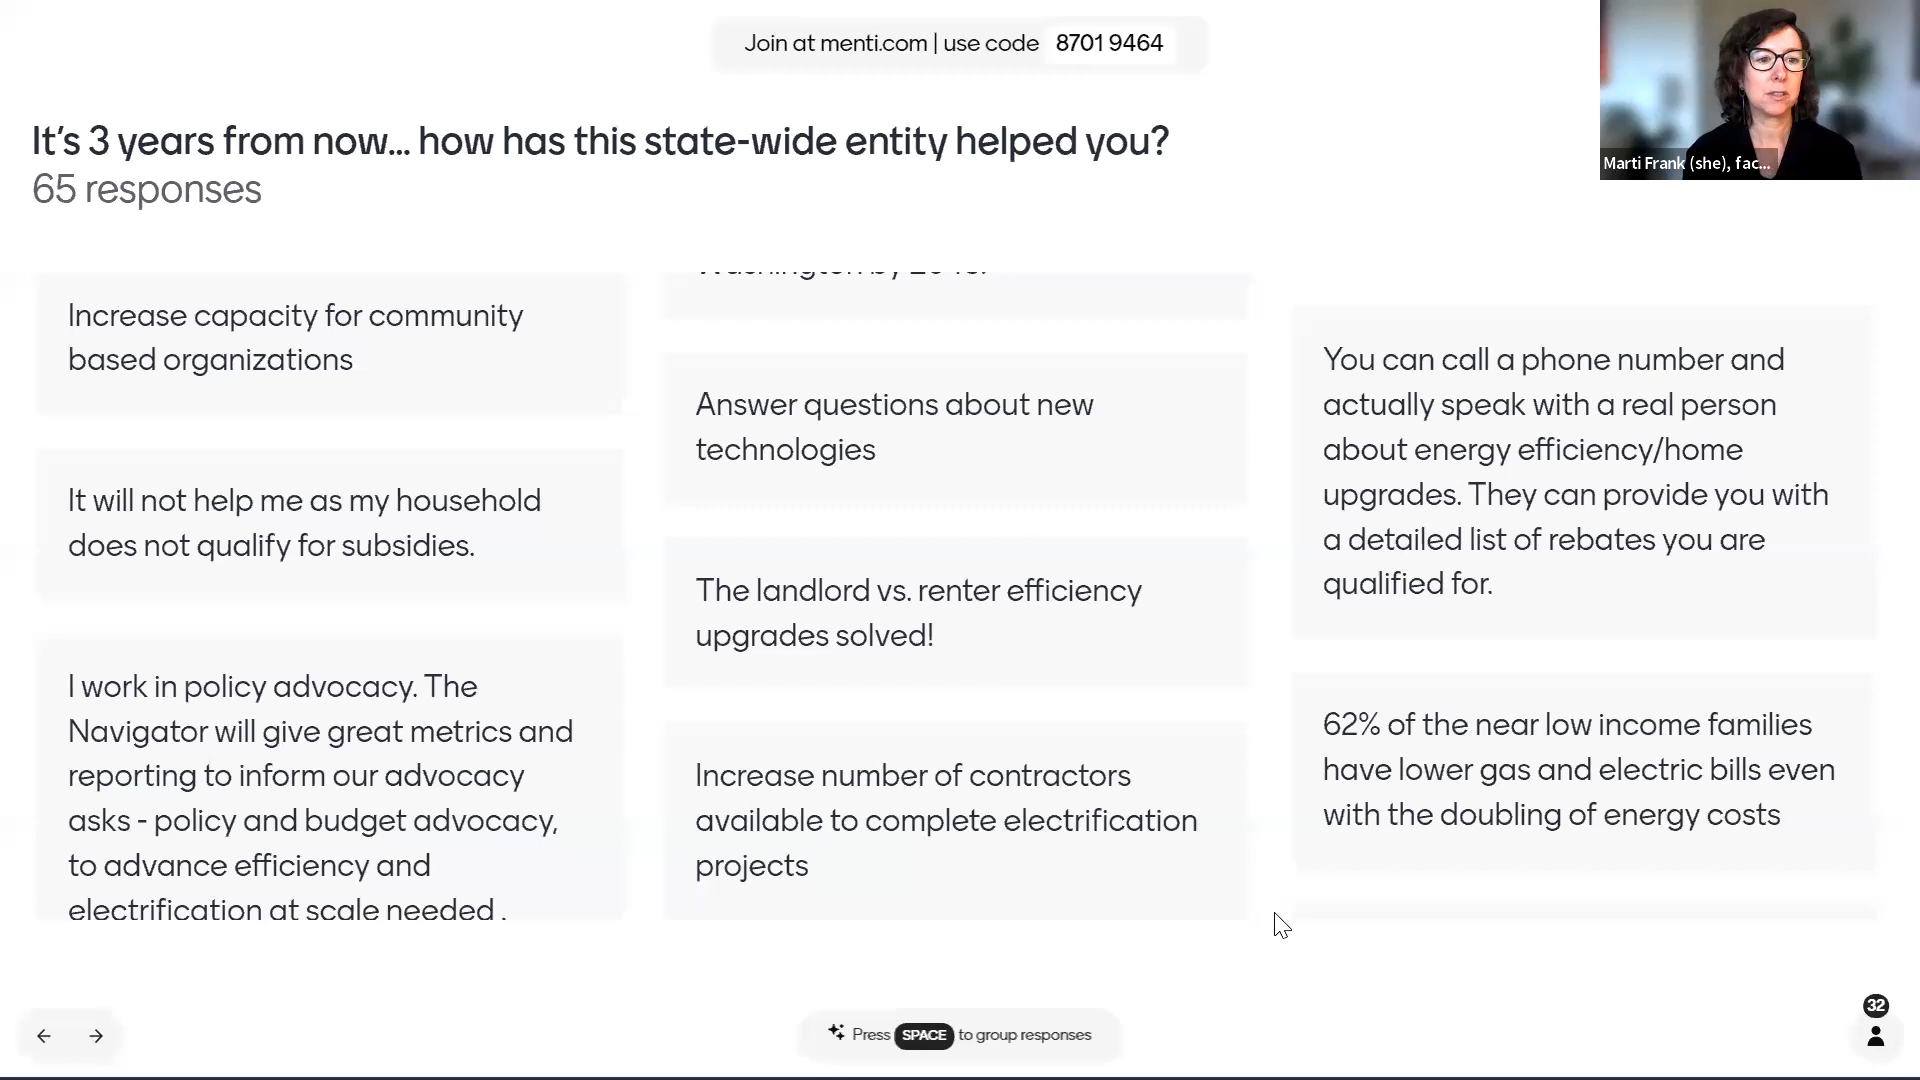 Join at menti.com | use code 8701 9464
Marti Frank (she), fac...
It's 3 years from now... how has this state-wide entity helped you?
65 responses
Increase capacity for community
based organizations
It will not help me as my household
does not qualify for subsidies.
I work in policy advocacy. The
Navigator will give great metrics and
reporting to inform our advocacy
asks - policy and budget advocacy,
to advance efficiency and
electrification at scale needed .
Answer questions about new
technologies
The landlord vs. renter efficiency
upgrades solved!
Increase number of contractors
available to complete electrification
projects
You can call a phone number and
actually speak with a real person
about energy efficiency/home
upgrades. They can provide you with
a detailed list of rebates you are
qualified for.
62% of the near low income families
have lower gas and electric bills even
with the doubling of energy costs
Press SPACE to group responses
32